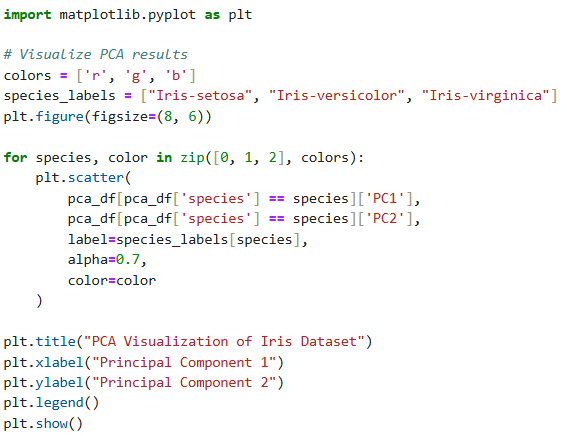 import matplotlib.pyplot as plt

# Visualize PCA results
colors = ['r', 'g', 'b']
species_labels = ["Iris-setosa", "Iris-versicolor", "Iris-virginica"]
plt.figure(figsize=(8, 6))

for species, color in zip([0, 1, 2], colors):
    plt.scatter(
        pca_df[pca_df['species'] == species]['PC1'],
        pca_df[pca_df['species'] == species]['PC2'],
        label=species_labels[species],
        alpha=0.7,
        color=color
    )

plt.title("PCA Visualization of Iris Dataset")
plt.xlabel("Principal Component 1")
plt.ylabel("Principal Component 2")
plt.legend()
plt.show()